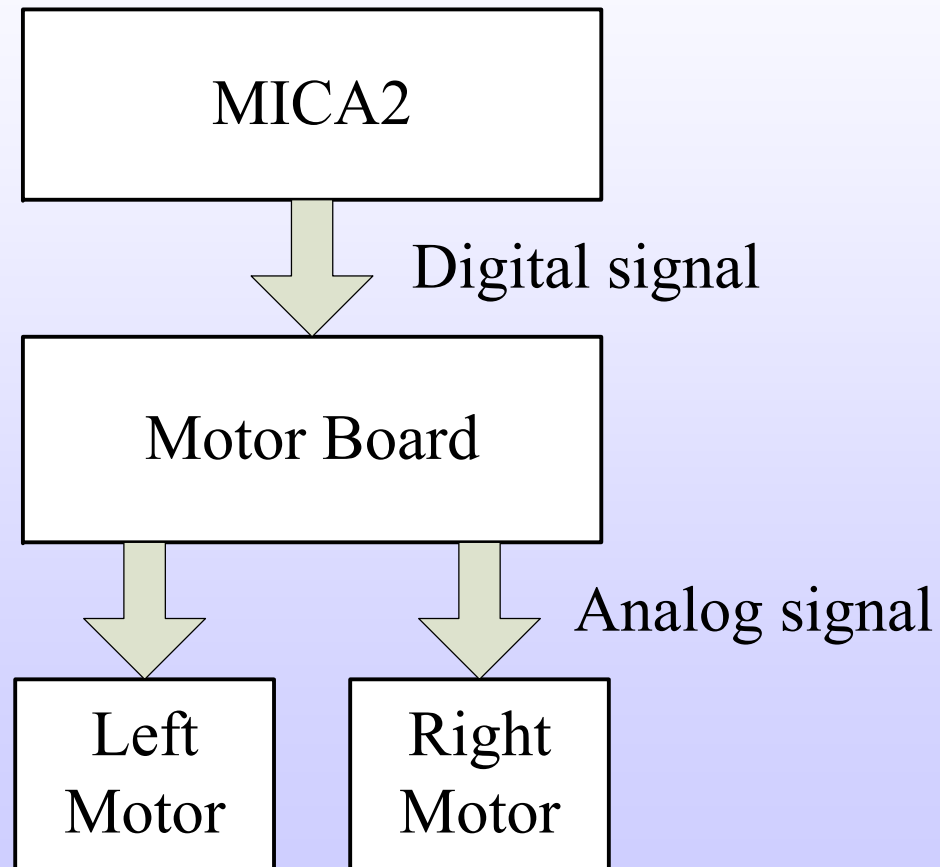 MICA2
Digital signal
Motor Board
Analog signal
Left
Motor
Right
Motor